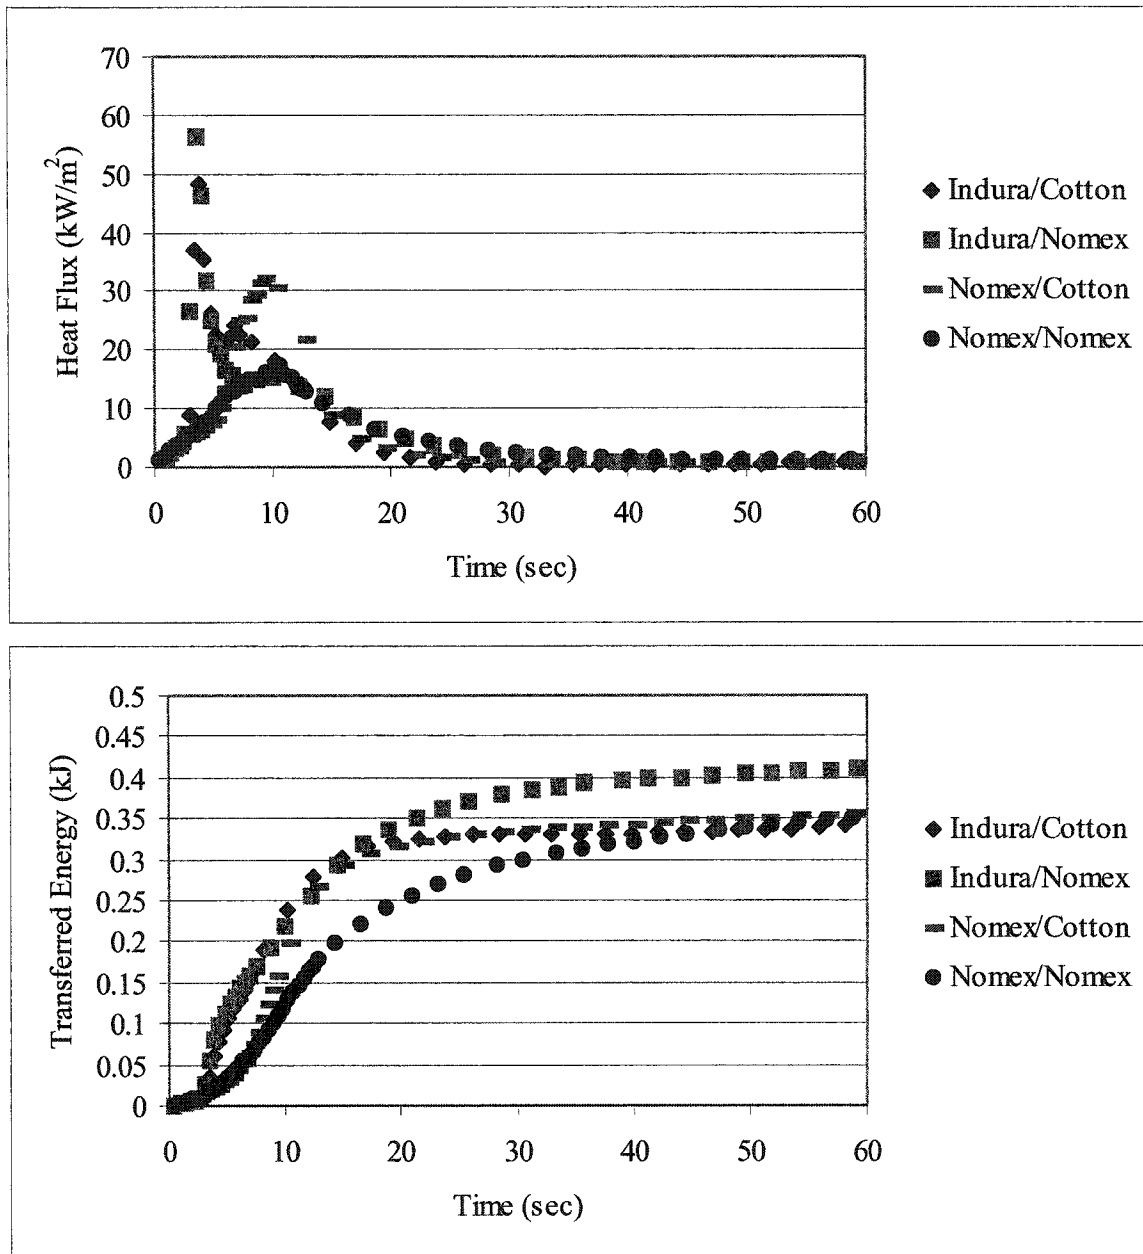 70
60
50
40
30
20
10
0
Heat Flux (kW/m²)
0 10 20 30 40 50 60
Time (sec)
Indura/Cotton
Indura/Nomex
Nomex/Cotton
Nomex/Nomex
0.5
0.45
0.4
0.35
0.3
0.25
0.2
0.15
0.1
0.05
0
Transferred Energy (kJ)
0 10 20 30 40 50 60
Time (sec)
Indura/Cotton
Indura/Nomex
Nomex/Cotton
Nomex/Nomex